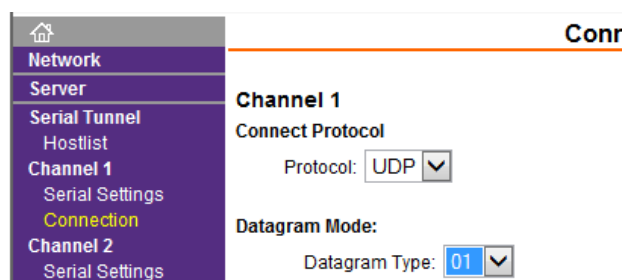 Network
Server
Serial Tunnel
Hostlist
Channel 1
Serial Settings
Connection
Channel 2
Serial Settings
Conn
Channel 1
Connect Protocol
Protocol: UDP
Datagram Mode:
Datagram Type: 01